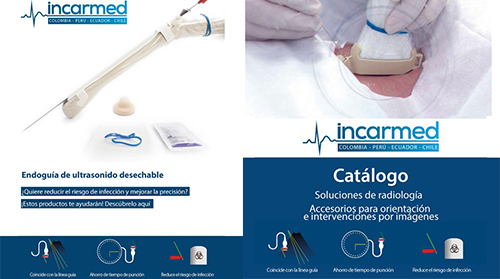 incarmed
COLOMBIA - PERÚ - ECUADOR - CHILE
Endoguía de ultrasonido desechable
¿Quiere reducir el riesgo de infección y mejorar la precisión?
¡Estos productos te ayudarán! Descúbrelo aquí
Coincide con la línea guía
Ahorro de tiempo de punción
Reduce el riesgo de infección
incarmed
COLOMBIA - PERÚ - ECUADOR - CHILE
Catálogo
Soluciones de radiología
Accesorios para orientación
e intervenciones por imágenes
Coincide con la línea guía
Ahorro de tiempo de punción
Reduce el riesgo de infección